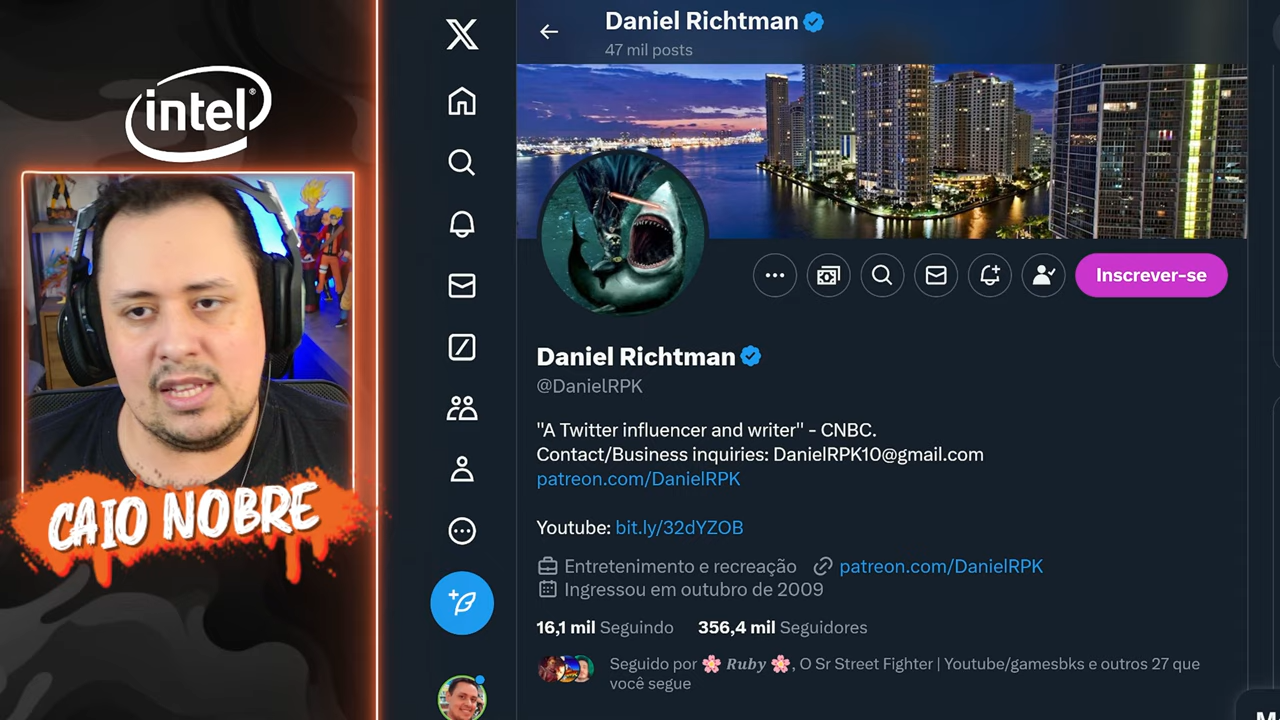 intel®
CAIO NOBRE
Daniel Richtman
47 mil posts
Inscrever-se
Daniel Richtman
@DanielRPK
"A Twitter influencer and writer" - CNBC.
Contact/Business inquiries: DanielRPK10@gmail.com
patreon.com/DanielRPK
Youtube: bit.ly/32dYZOB
Entretenimento e recreação patreon.com/DanielRPK
Ingressou em outubro de 2009
16,1 mil Seguindo 356,4 mil Seguidores
Seguido por 🌸 𝑹𝒖𝒃𝒚 🌸, O Sr Street Fighter | Youtube/gamesbks e outros 27 que
você segue